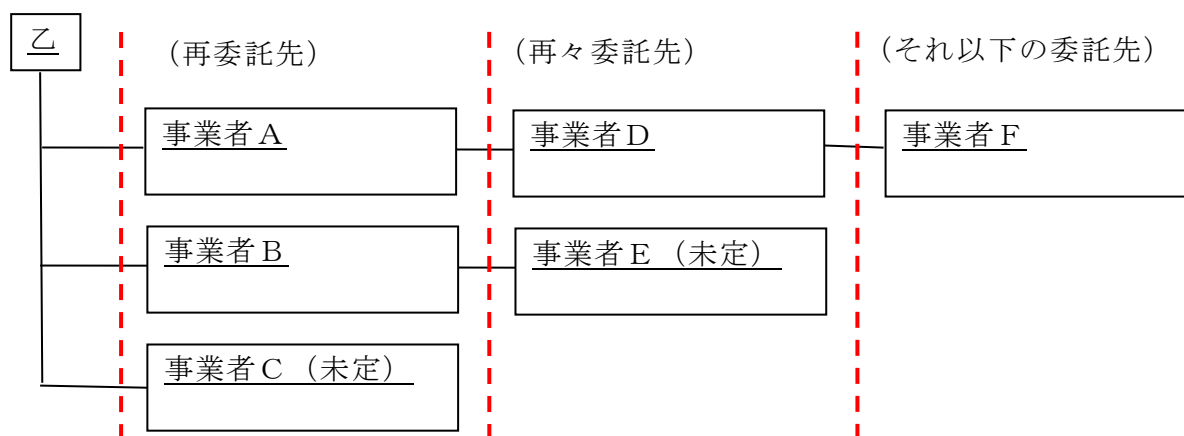 乙
(再委託先)
(再々委託先)
(それ以下の委託先)
事業者A
事業者D
事業者F
事業者B
事業者E (未定)
事業者C (未定)